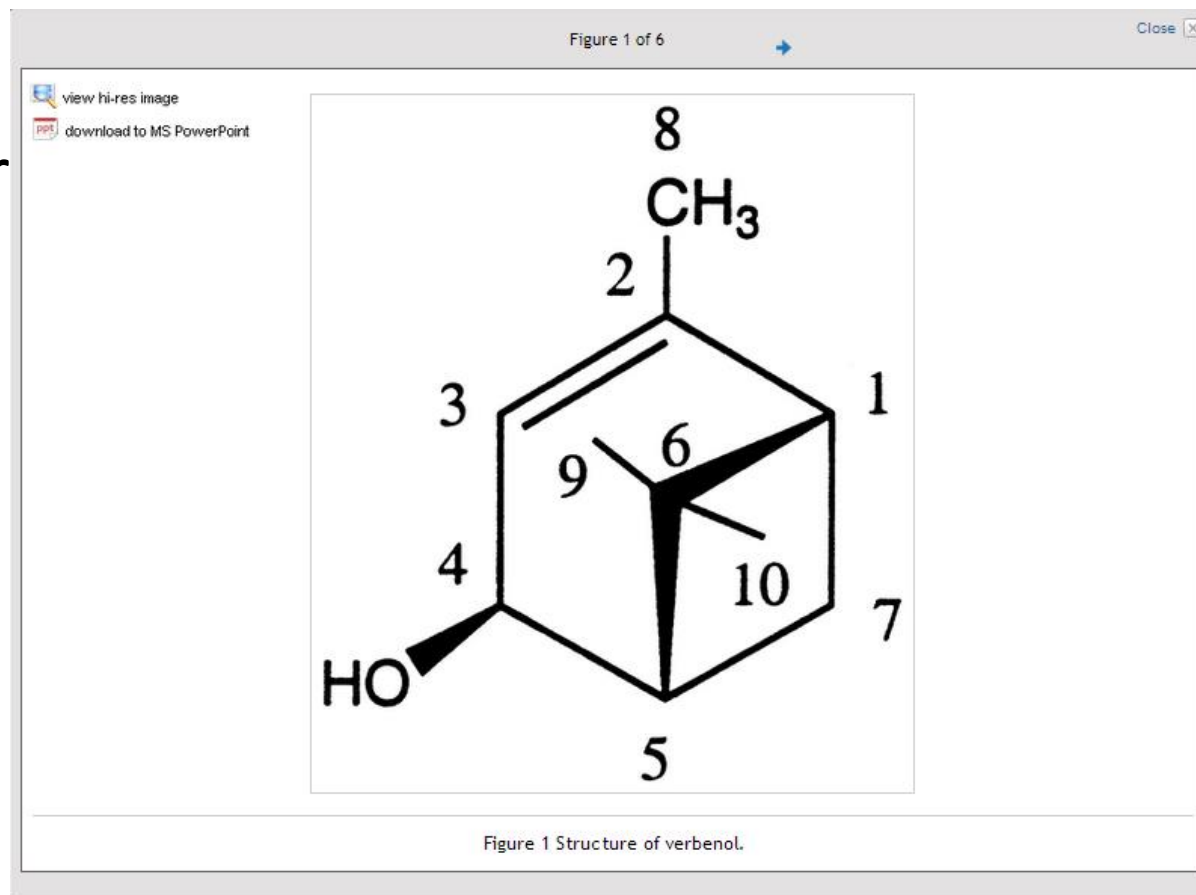 Figure 1 of 6
Close
view hi-res image
ppt download to MS PowerPoint
8
CH3
2
3
1
6
9
4
10
7
HO
5
Figure 1 Structure of verbenol.